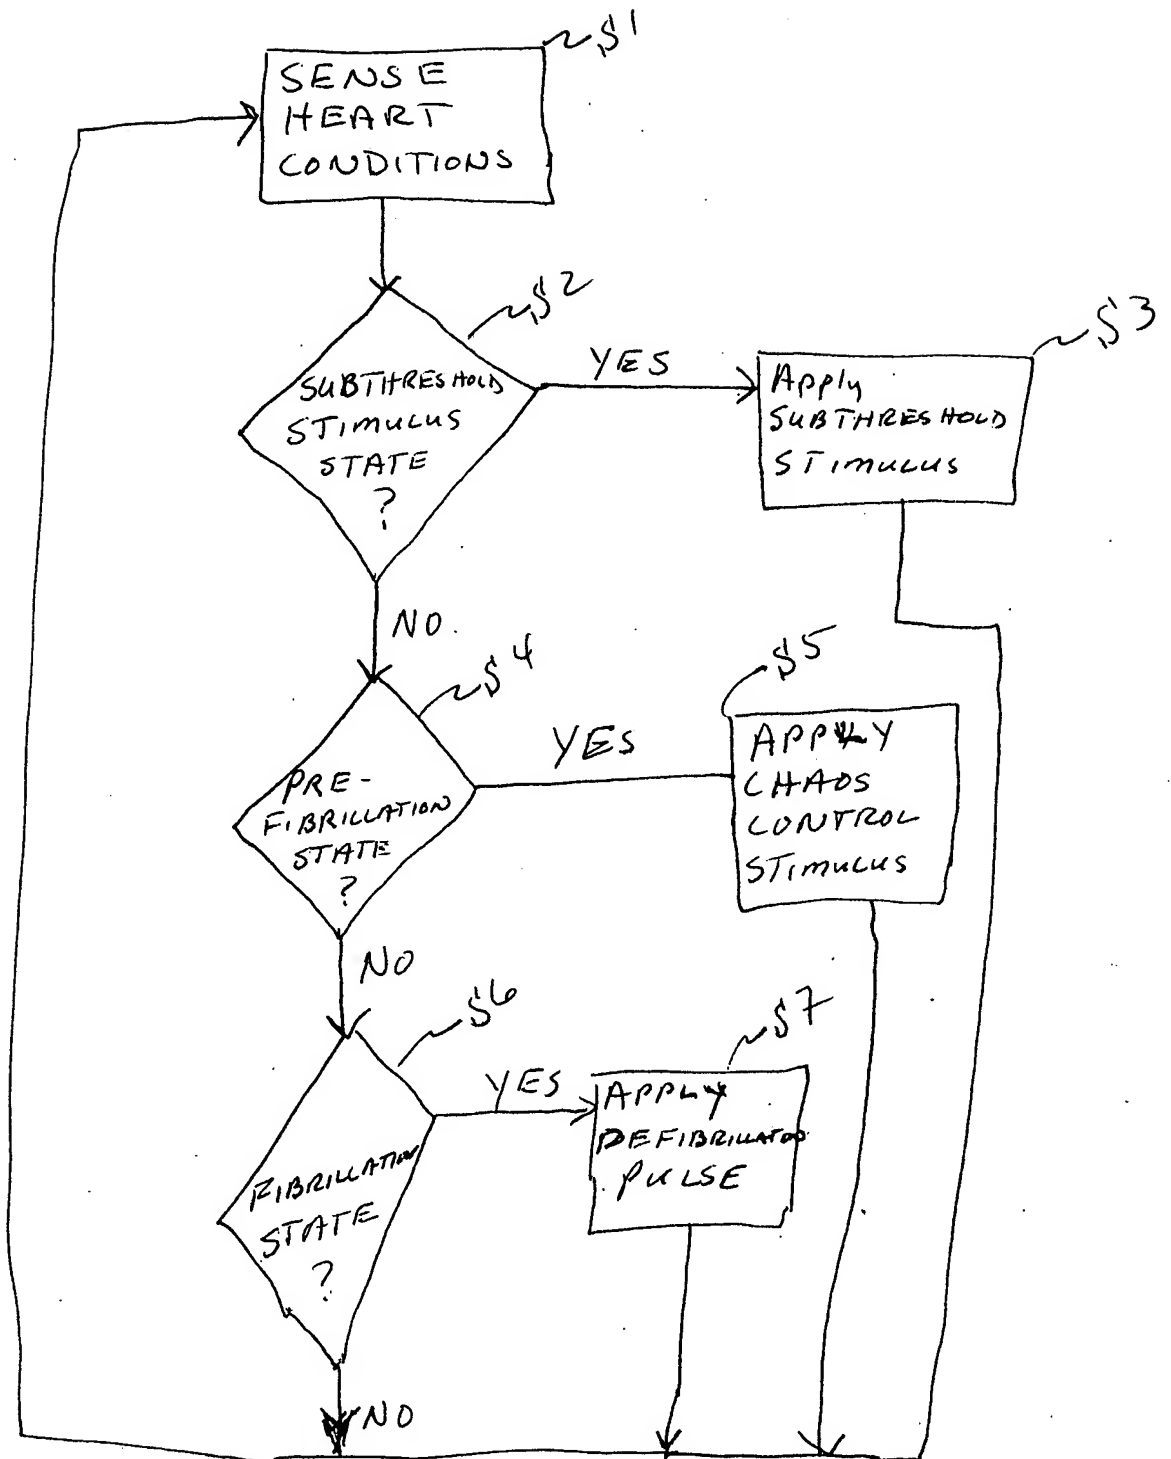 S1
SENSE
HEART
CONDITIONS
S2
SUBTHRESHOLD
STIMULUS
STATE
?
YES
S3
Apply
SUBTHRESHOLD
STIMULUS
NO.
S4
PRE-
FIBRILLATION
STATE
?
YES
S5
APPLY
CHAOS
CONTROL
STIMULUS
NO
S6
FIBRILLATION
STATE
?
YES
S7
APPLY
DEFIBRILLATOR
PULSE
NO